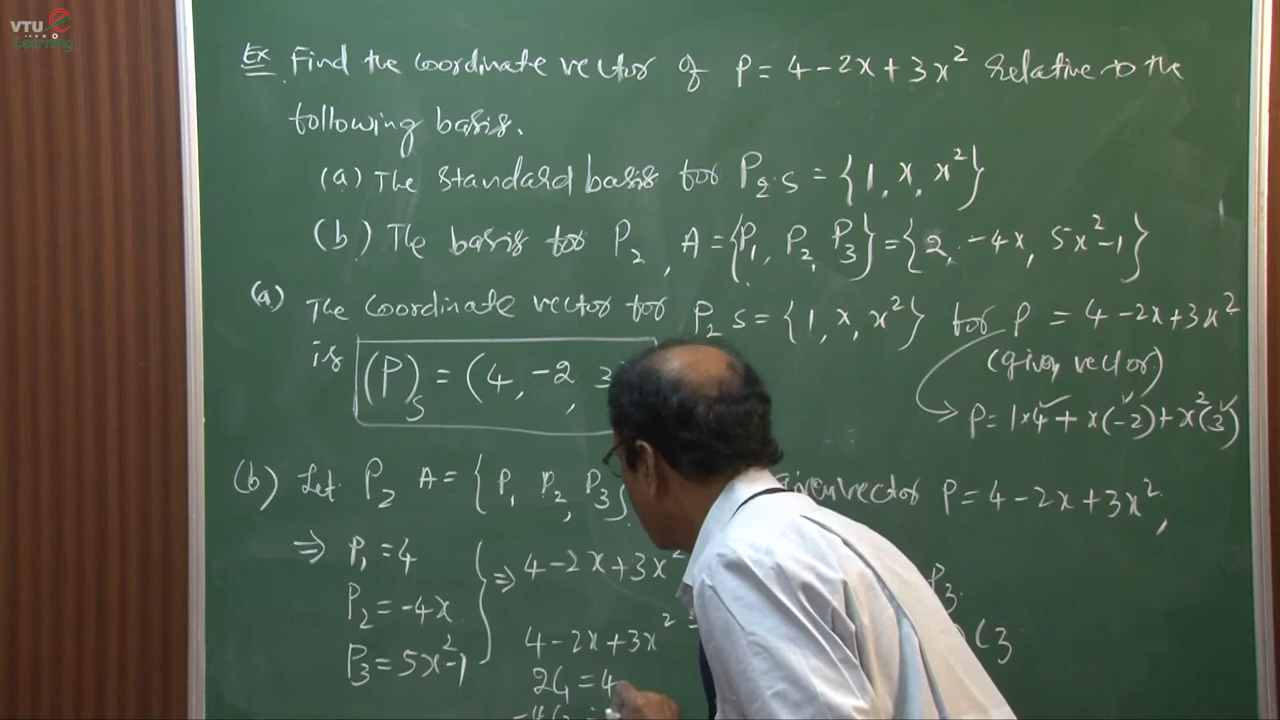 VTU e Learning
Ex. Find the coordinate vector of P = 4 - 2x + 3x² relative to the
following basis.
(a) The standard basis for P₂. S = {1, x, x²}
(b) The basis for P₂, A = {P₁, P₂, P₃} = {2, -4x, 5x²-1}
(a) The coordinate vector for P₂ S = {1, x, x²} for P = 4 - 2x + 3x²
is (P)S = (4, -2, 3
(given vector)
P = 1×4 + x(-2) + x²(3)
(b) Let P₂ A = {P₁, P₂, P₃} given vector P = 4 - 2x + 3x²,
⇒ P₁ = 4
P₂ = -4x
P₃ = 5x²-1
⇒ 4 - 2x + 3x²
P₃.
4 - 2x + 3x² =
C₃
2C₁ = 4
-4C₂ =